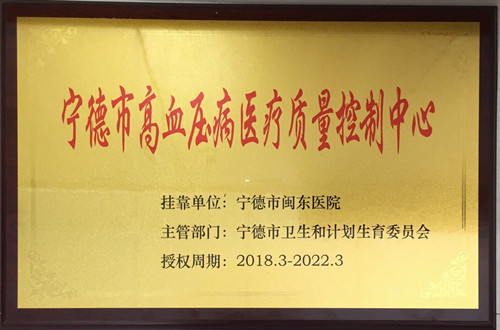 宁德市高血压病医疗质量控制中心
挂靠单位：宁德市闽东医院
主管部门：宁德市卫生和计划生育委员会
授权周期：2018.3-2022.3